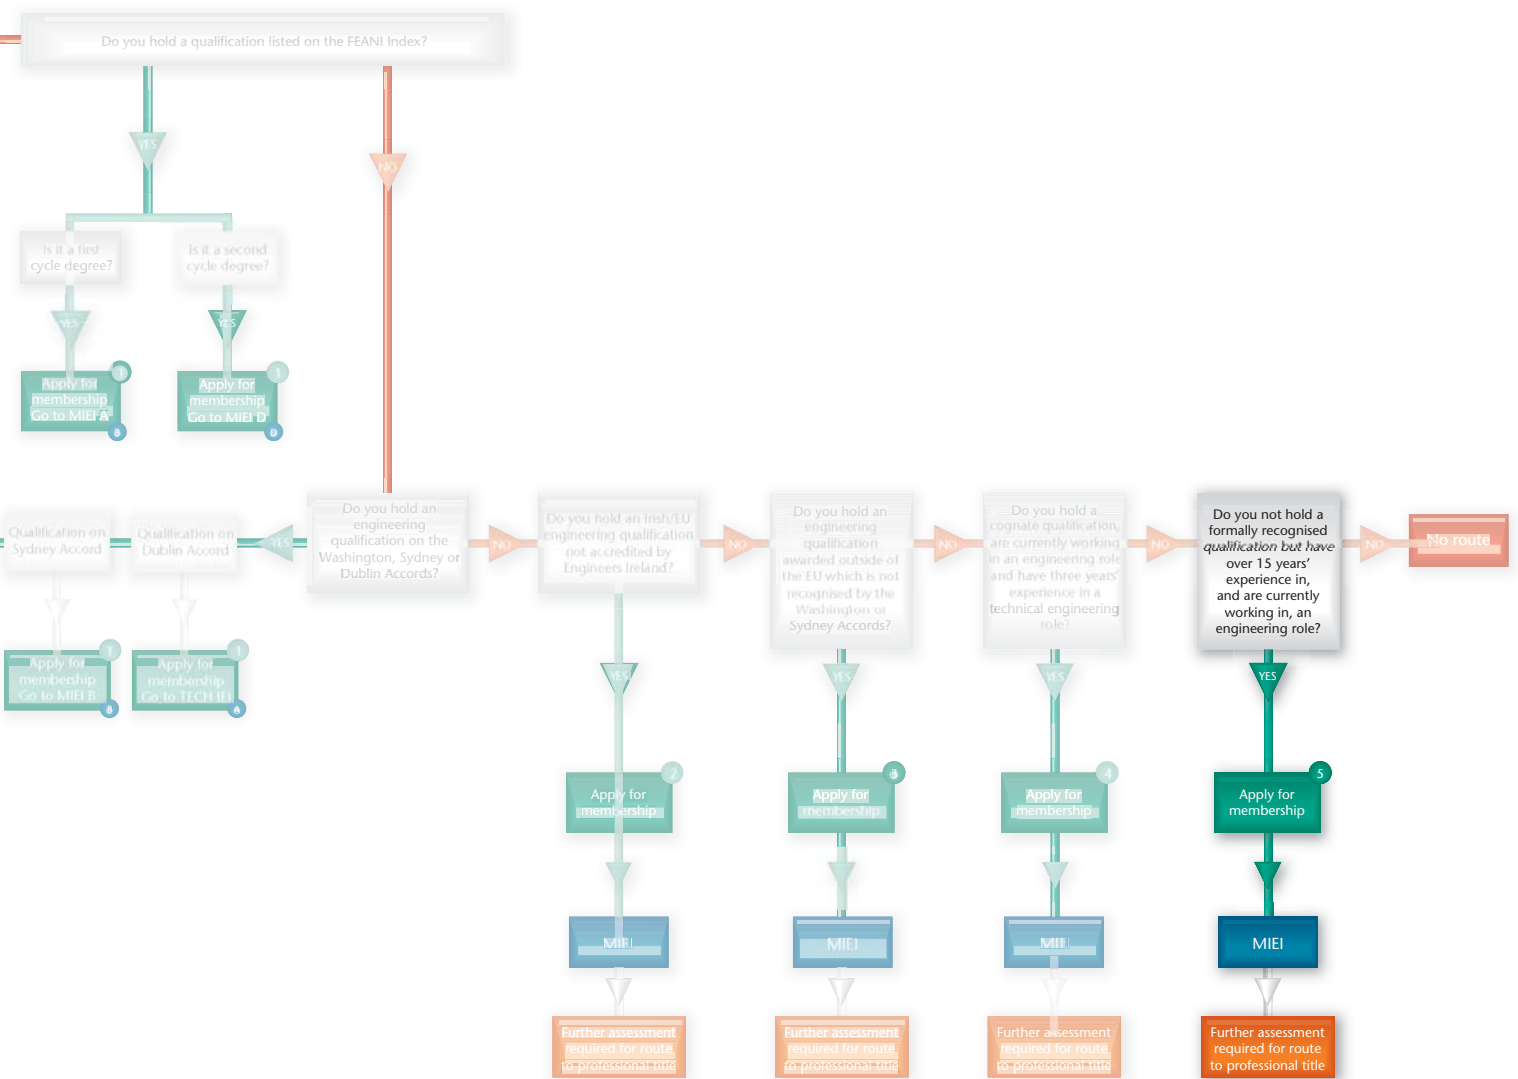 Do you hold a qualification listed on the FEANI Index?
YES
NO
Is it a first
cycle degree?
Is it a second
cycle degree?
YES
YES
1
Apply for
membership
Go to MIEI A
B
1
Apply for
membership
Go to MIEI D
D
Qualification on
Sydney Accord
Qualification on
Dublin Accord
YES
Do you hold an
engineering
qualification on the
Washington, Sydney or
Dublin Accords?
NO
Do you hold an Irish/EU
engineering qualification
not accredited by
Engineers Ireland?
NO
Do you hold an
engineering
qualification
awarded outside of
the EU which is not
recognised by the
Washington or
Sydney Accords?
NO
Do you hold a
cognate qualification,
are currently working
in an engineering role
and have three years'
experience in a
technical engineering
role?
NO
Do you not hold a
formally recognised
qualification but have
over 15 years'
experience in,
and are currently
working in, an
engineering role?
NO
No route
1
Apply for
membership
Go to MIEI B
B
1
Apply for
membership
Go to TECH IEI
A
YES
YES
YES
YES
2
Apply for
membership
3
Apply for
membership
4
Apply for
membership
5
Apply for
membership
MIEI
MIEI
MIEI
MIEI
Further assessment
required for route
to professional title
Further assessment
required for route
to professional title
Further assessment
required for route
to professional title
Further assessment
required for route
to professional title